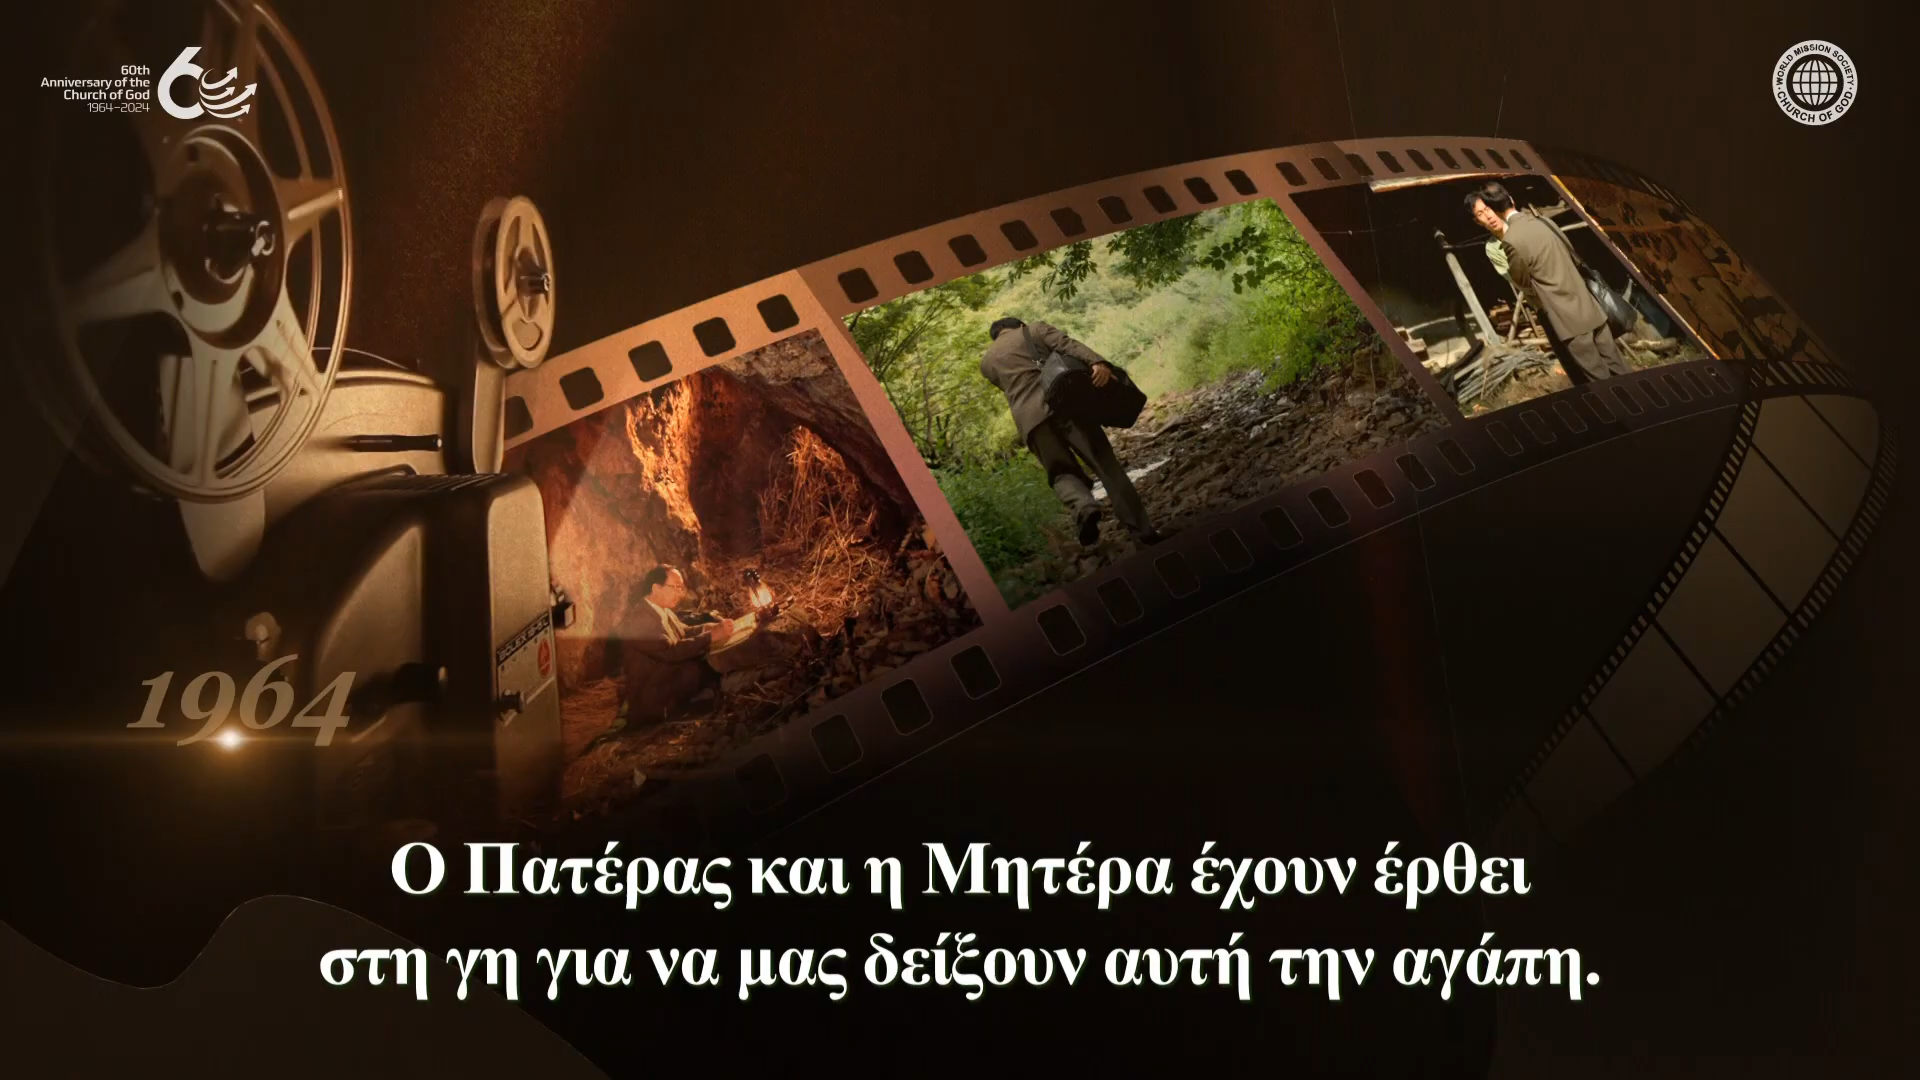 60th
Anniversary of the
Church of God
1964–2024
60
WORLD MISSION SOCIETY
CHURCH OF GOD
1964
Ο Πατέρας και η Μητέρα έχουν έρθει
στη γη για να μας δείξουν αυτή την αγάπη.